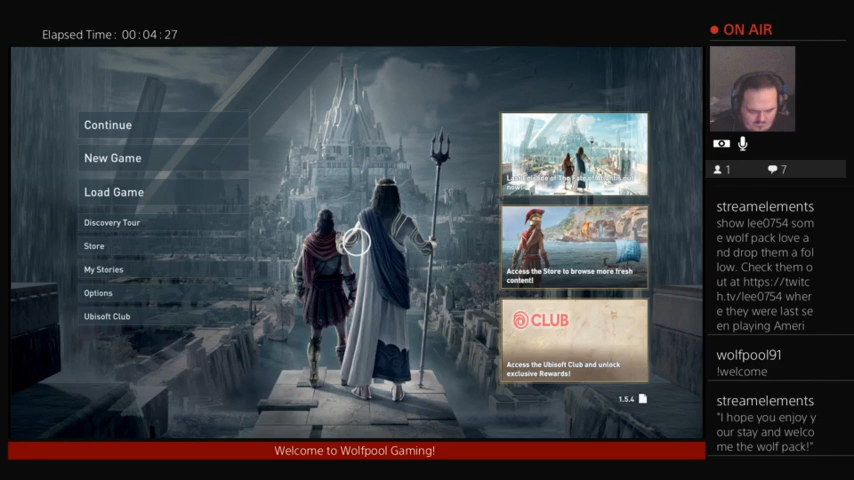 Elapsed Time: 00:04:27
ON AIR
Continue
New Game
Load Game
Discovery Tour
Store
My Stories
Options
Ubisoft Club
now!
Access the Store to browse more fresh
content!
CLUB
Access the Ubisoft Club and unlock
exclusive Rewards!
1.5.4
Welcome to Wolfpool Gaming!
1
7
streamelements
show lee0754 som
e wolf pack love a
nd drop them a fol
low. Check them o
ut at https://twitc
h.tv/lee0754 wher
e they were last se
en playing Ameri
wolfpool91
!welcome
streamelements
"I hope you enjoy y
our stay and welco
me the wolf pack!"